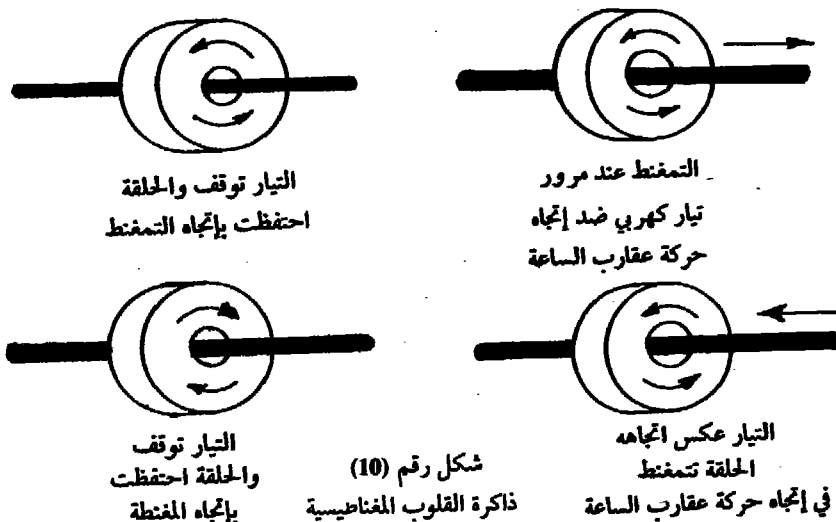 التمغنط عند مرور
تيار كهربي ضد إتجاه
حركة عقارب الساعة
التيار توقف والحلقة
احتفظت بإتجاه التمغنط
التيار عكس اتجاهه
الحلقة تتمغنط
في إتجاه حركة عقارب الساعة
التيار توقف
والحلقة احتفظت
بإتجاه المغنطة
شكل رقم (10)
ذاكرة القلوب المغناطيسية